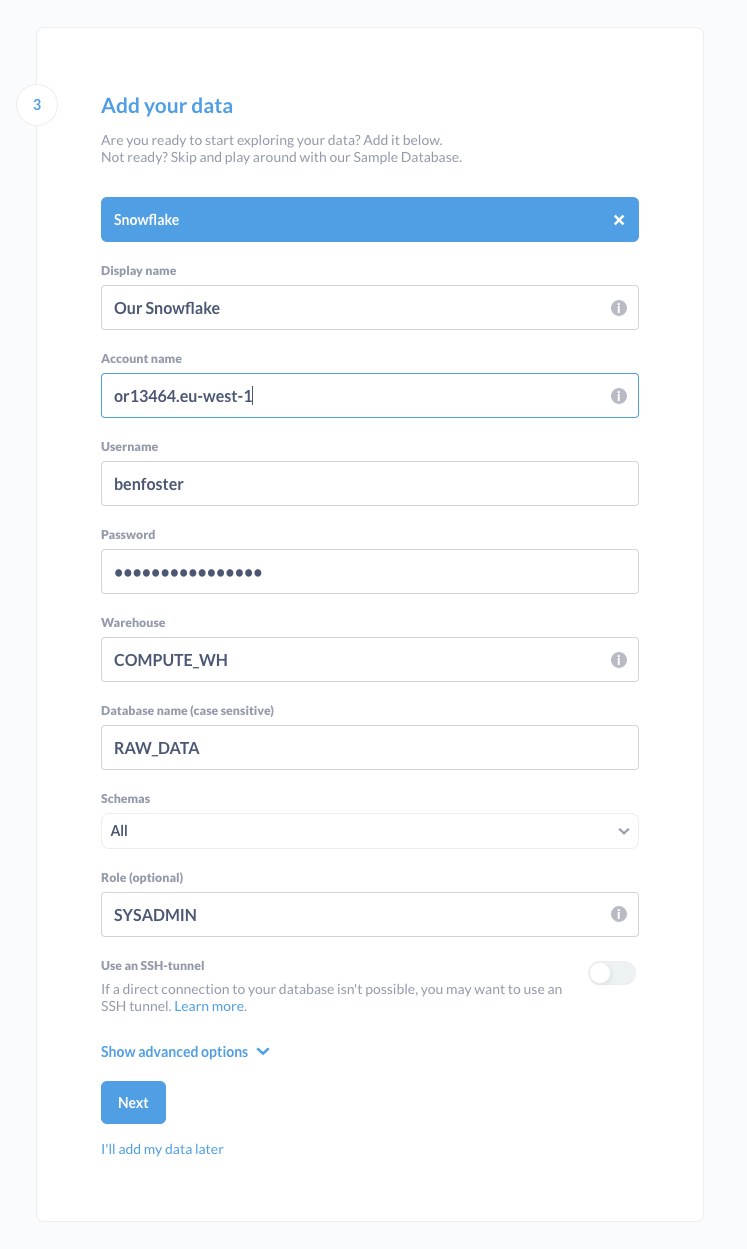 3
Add your data
Are you ready to start exploring your data? Add it below.
Not ready? Skip and play around with our Sample Database.
Snowflake
Display name
Our Snowflake
Account name
or13464.eu-west-1
Username
benfoster
Password
••••••••••••••••
Warehouse
COMPUTE_WH
Database name (case sensitive)
RAW_DATA
Schemas
All
Role (optional)
SYSADMIN
Use an SSH-tunnel
If a direct connection to your database isn't possible, you may want to use an
SSH tunnel. Learn more.
Show advanced options
Next
I'll add my data later